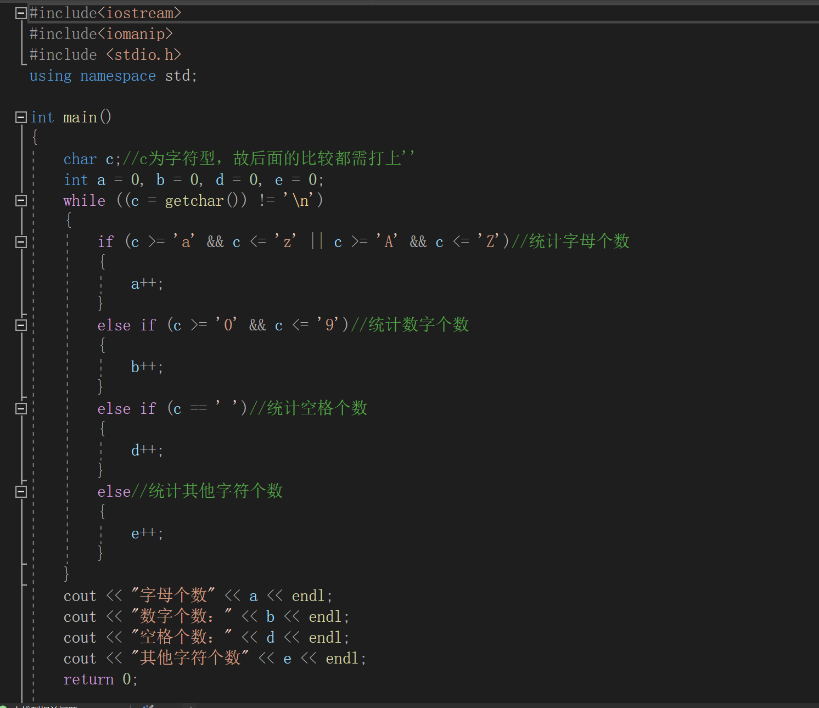 #include<iostream>
#include<iomanip>
#include <stdio.h>
using namespace std;
int main()
{
char c;//c为字符型，故后面的比较都需打上''
int a = 0, b = 0, d = 0, e = 0;
while ((c = getchar()) != '\n')
{
if (c >= 'a' && c <= 'z' || c >= 'A' && c <= 'Z')//统计字母个数
{
a++;
}
else if (c >= '0' && c <= '9')//统计数字个数
{
b++;
}
else if (c == ' ')//统计空格个数
{
d++;
}
else//统计其他字符个数
{
e++;
}
}
cout << "字母个数" << a << endl;
cout << "数字个数：" << b << endl;
cout << "空格个数：" << d << endl;
cout << "其他字符个数" << e << endl;
return 0;